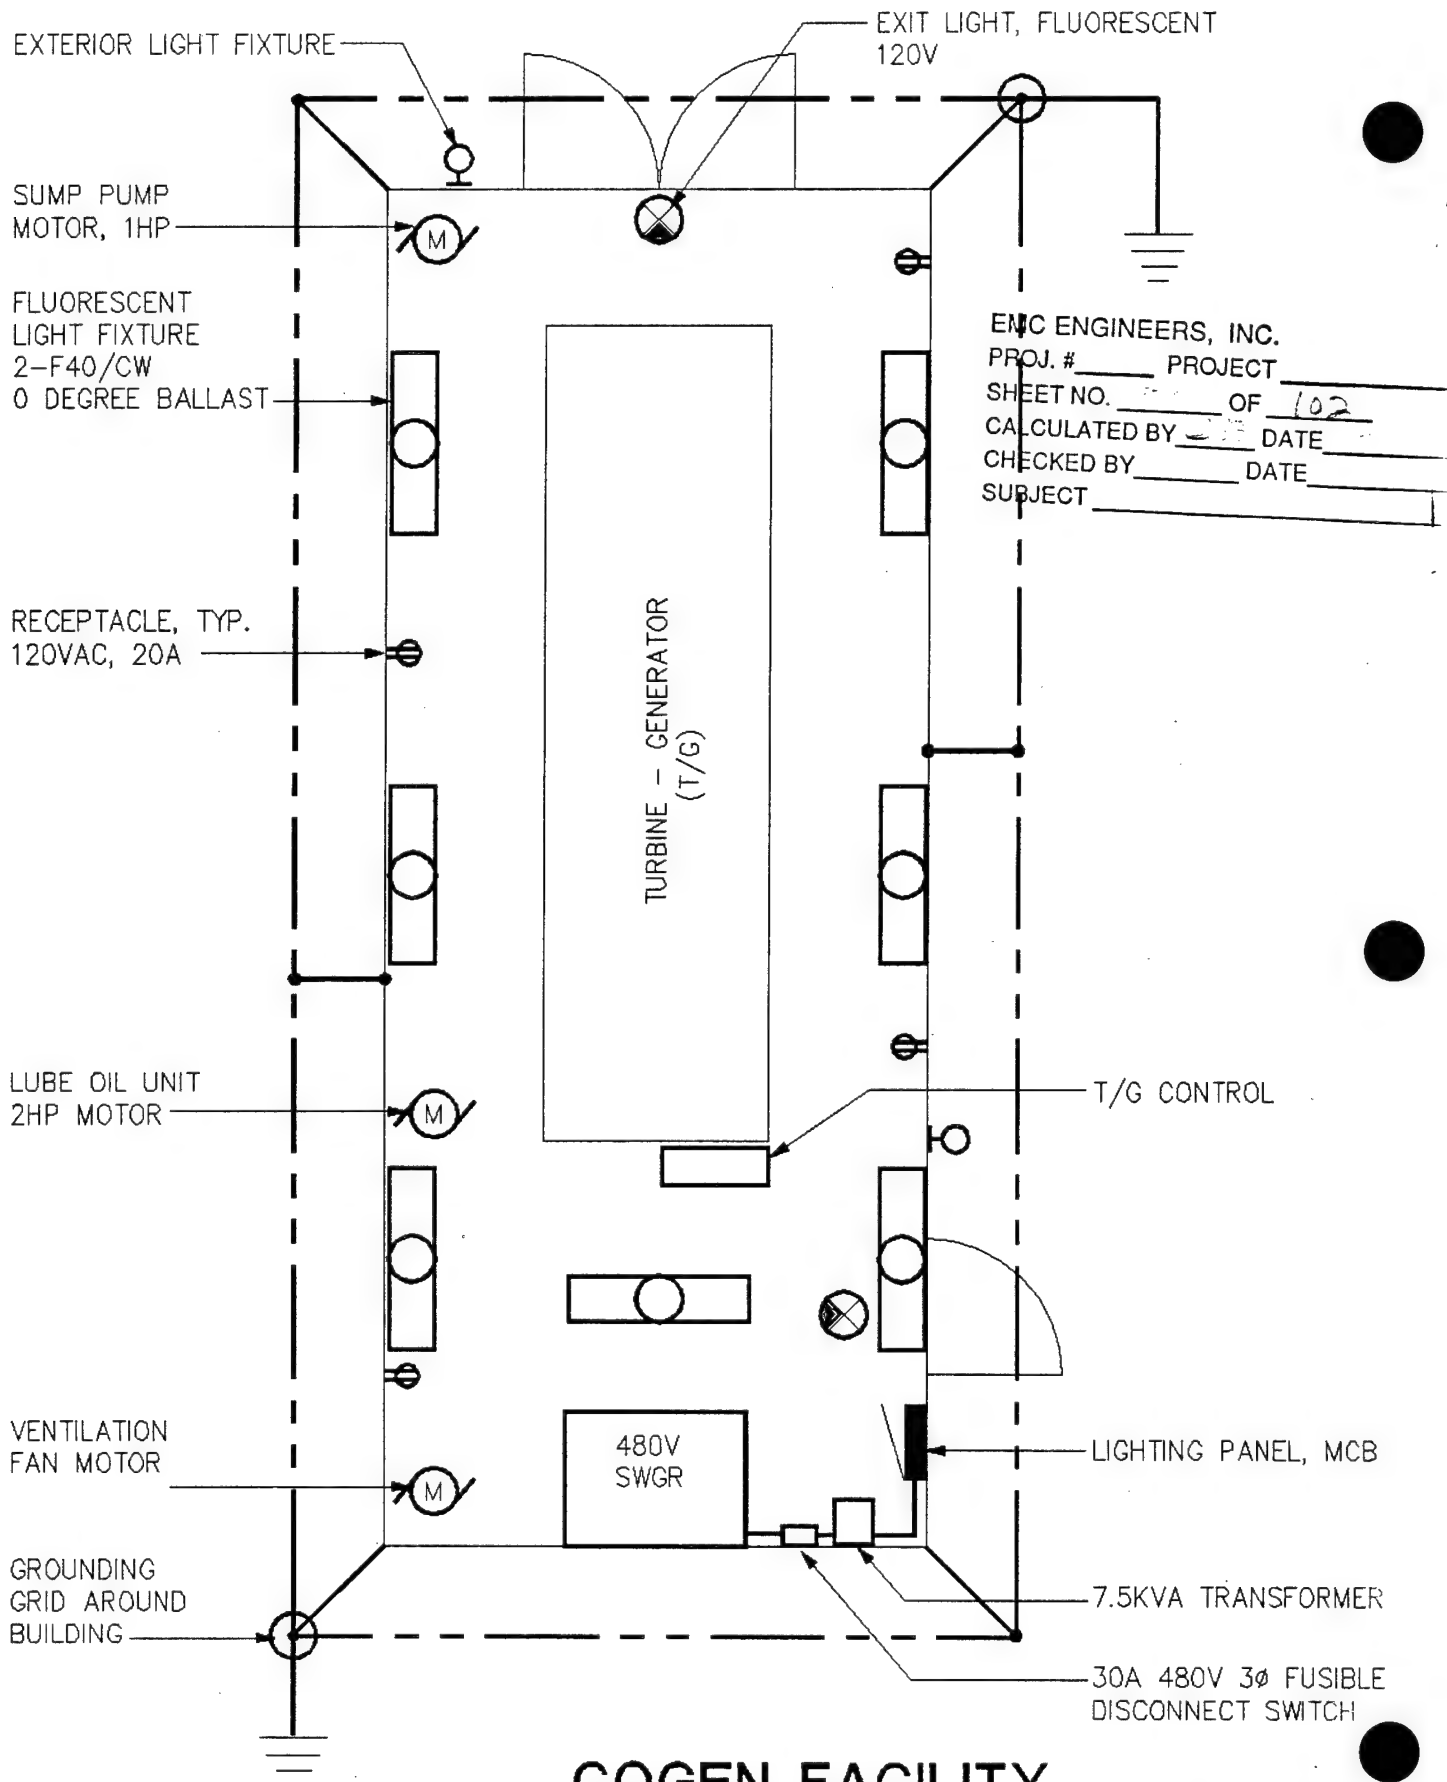 EXTERIOR LIGHT FIXTURE
EXIT LIGHT, FLUORESCENT
120V
SUMP PUMP
MOTOR, 1HP
M
FLUORESCENT
LIGHT FIXTURE
2-F40/CW
0 DEGREE BALLAST
EMC ENGINEERS, INC.
PROJ. # PROJECT
SHEET NO. OF 102
CALCULATED BY DATE
CHECKED BY DATE
SUBJECT
RECEPTACLE, TYP.
120VAC, 20A
TURBINE - GENERATOR
(T/G)
LUBE OIL UNIT
2HP MOTOR
M
T/G CONTROL
VENTILATION
FAN MOTOR
M
480V
SWGR
LIGHTING PANEL, MCB
GROUNDING
GRID AROUND
BUILDING
7.5KVA TRANSFORMER
30A 480V 3ø FUSIBLE
DISCONNECT SWITCH
COGEN FACILITY